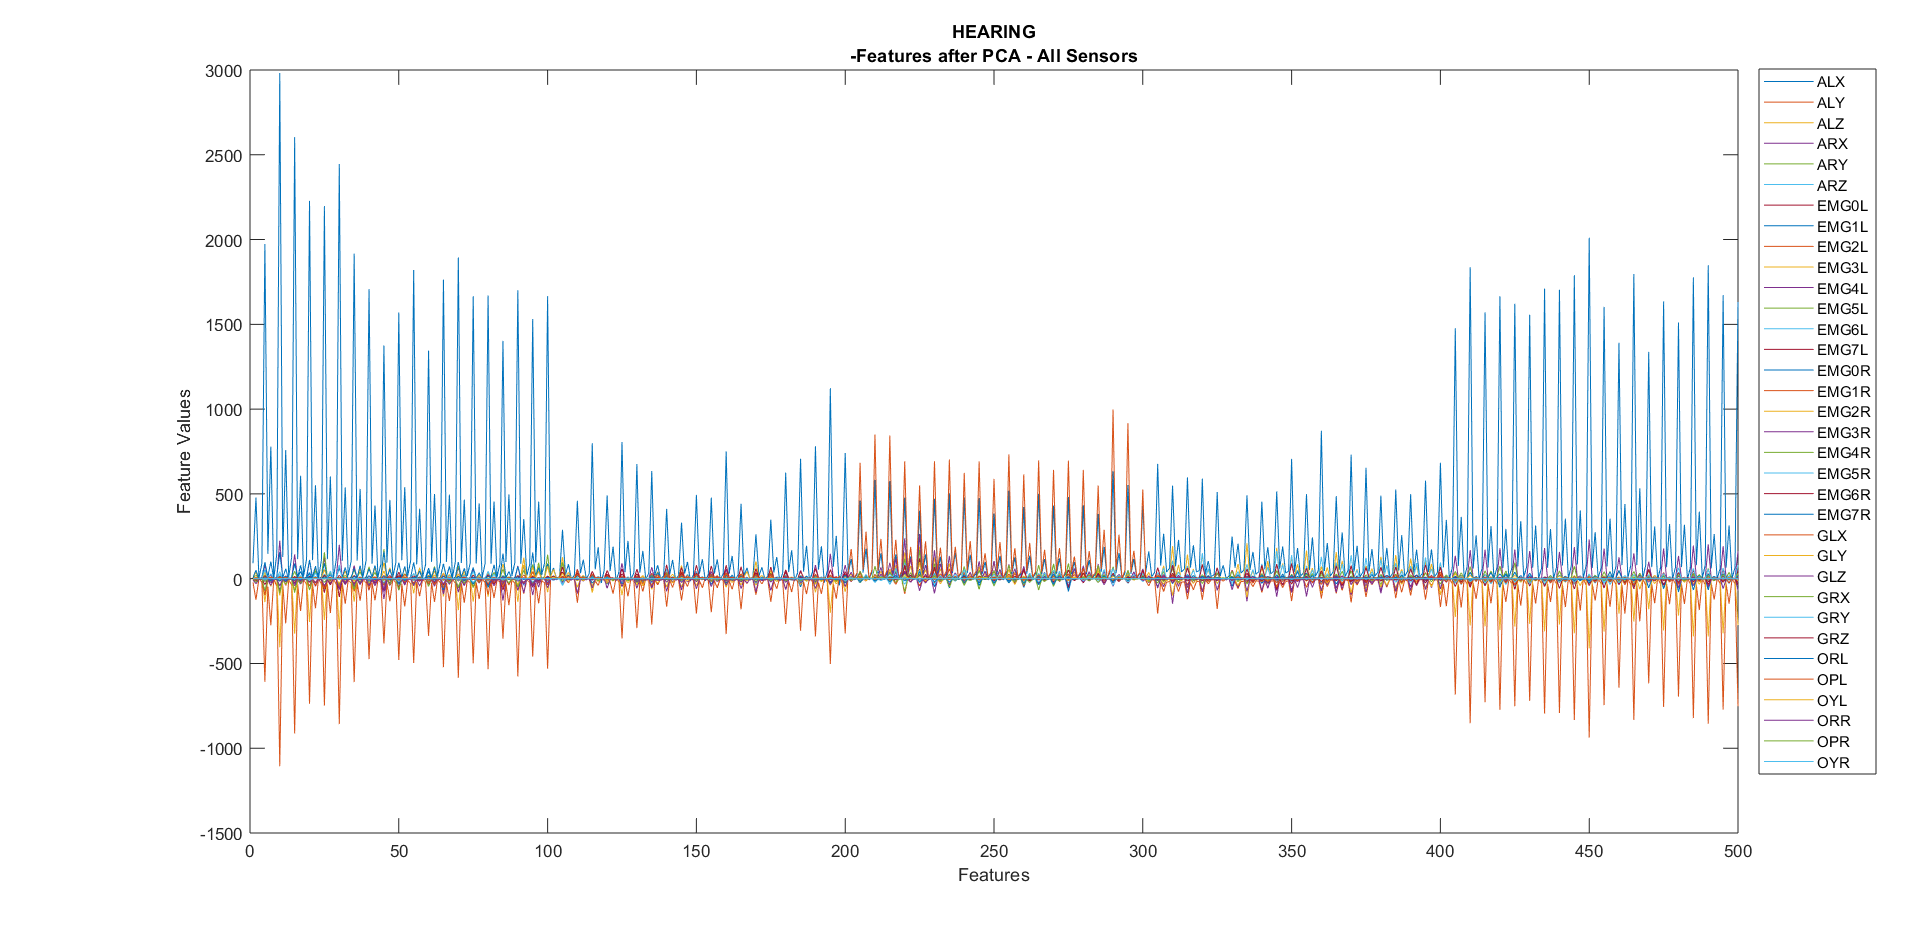 HEARING
-Features after PCA - All Sensors
3000
2500
2000
1500
1000
500
0
-500
-1000
-1500
Feature Values
0 50 100 150 200 250 300 350 400 450 500
Features
ALX
ALY
ALZ
ARX
ARY
ARZ
EMG0L
EMG1L
EMG2L
EMG3L
EMG4L
EMG5L
EMG6L
EMG7L
EMG0R
EMG1R
EMG2R
EMG3R
EMG4R
EMG5R
EMG6R
EMG7R
GLX
GLY
GLZ
GRX
GRY
GRZ
ORL
OPL
OYL
ORR
OPR
OYR